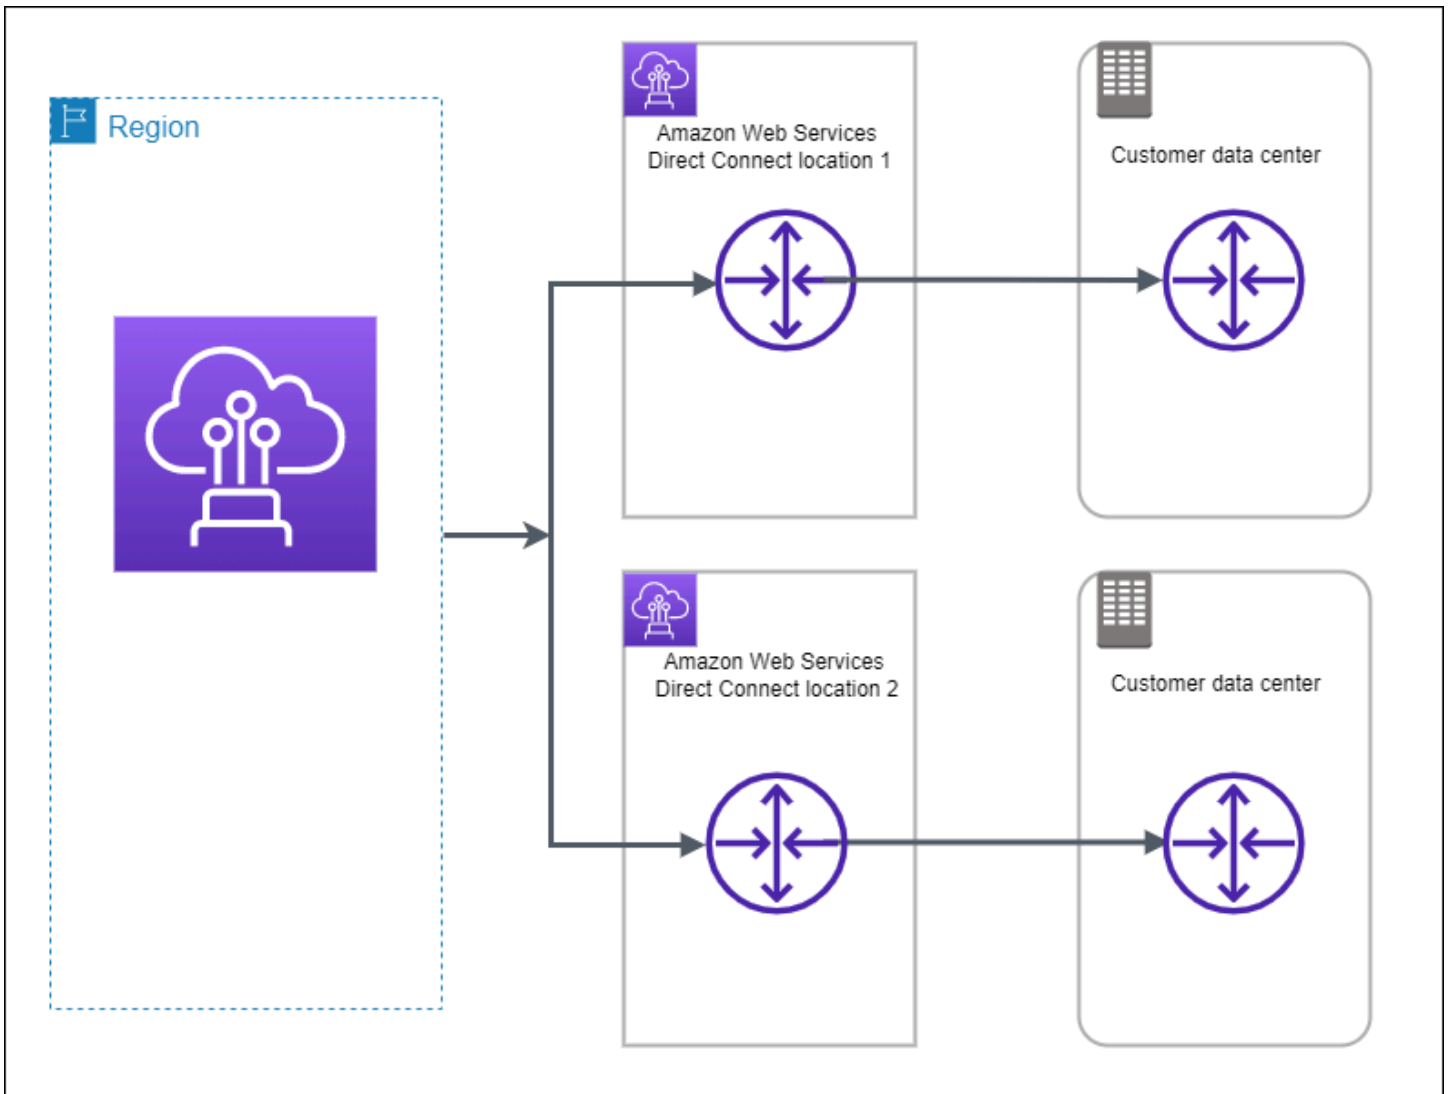 Region
Amazon Web Services
Direct Connect location 1
Customer data center
Amazon Web Services
Direct Connect location 2
Customer data center